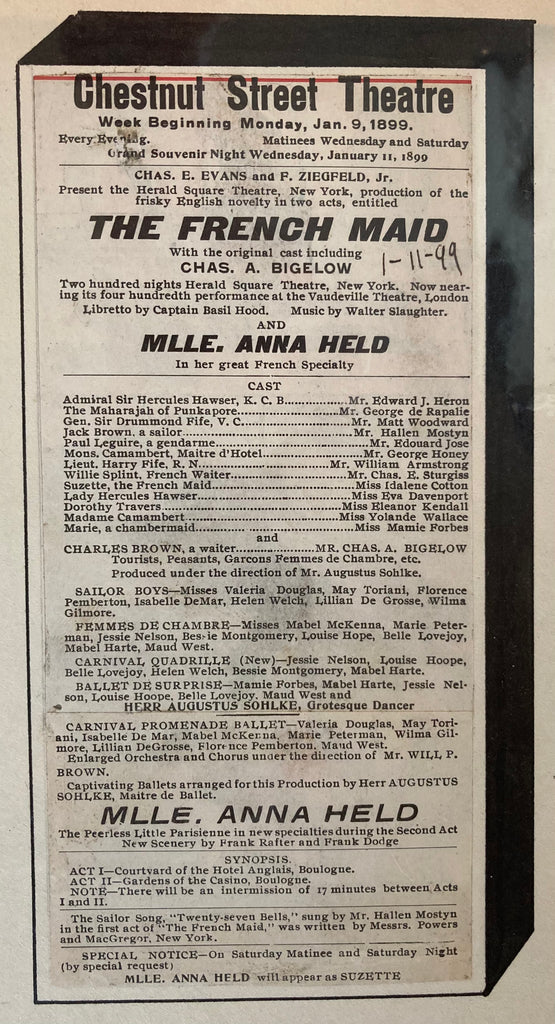 Chestnut Street Theatre
Week Beginning Monday, Jan. 9, 1899.
Every Evening. Matinees Wednesday and Saturday
Grand Souvenir Night Wednesday, January 11, 1899
CHAS. E. EVANS and F. ZIEGFELD, Jr.
Present the Herald Square Theatre, New York, production of the
frisky English novelty in two acts, entitled
THE FRENCH MAID
With the original cast including
CHAS. A. BIGELOW
1-11-99
Two hundred nights Herald Square Theatre, New York. Now near-
ing its four hundredth performance at the Vaudeville Theatre, London
Libretto by Captain Basil Hood. Music by Walter Slaughter.
AND
MLLE. ANNA HELD
In her great French Specialty
CAST
Admiral Sir Hercules Hawser, K. C. B................Mr. Edward J. Heron
The Maharajah of Punkapore....................Mr. George de Rapalie
Gen. Sir Drummond Fife, V. C......................Mr. Matt Woodward
Jack Brown, a sailor..............................Mr. Hallen Mostyn
Paul Leguire, a gendarme..........................Mr. Edouard Jose
Mons. Camambert, Maitre d'Hotel...................Mr. George Honey
Lieut. Harry Fife, R. N.......................Mr. William Armstrong
Willie Splint, French Waiter....................Mr. Chas. E. Sturgiss
Suzette, the French Maid........................Miss Idalene Cotton
Lady Hercules Hawser............................Miss Eva Davenport
Dorothy Travers...............................Miss Eleanor Kendall
Madame Camambert............................Miss Yolande Wallace
Marie, a chambermaid............................Miss Mamie Forbes
and
CHARLES BROWN, a waiter..............MR. CHAS. A. BIGELOW
Tourists, Peasants, Garcons Femmes de Chambre, etc.
Produced under the direction of Mr. Augustus Sohlke.
SAILOR BOYS—Misses Valeria Douglas, May Toriani, Florence
Pemberton, Isabelle DeMar, Helen Welch, Lillian De Grosse, Wilma
Gilmore.
FEMMES DE CHAMBRE—Misses Mabel McKenna, Marie Peter-
man, Jessie Nelson, Bessie Montgomery, Louise Hope, Belle Lovejoy,
Mabel Harte, Maud West.
CARNIVAL QUADRILLE (New)—Jessie Nelson, Louise Hoope,
Belle Lovejoy, Helen Welch, Bessie Montgomery, Mabel Harte.
BALLET DE SURPRISE—Mamie Forbes, Mabel Harte, Jessie Nel-
son, Louise Hoope, Belle Lovejoy, Maud West and
HERR AUGUSTUS SOHLKE, Grotesque Dancer
CARNIVAL PROMENADE BALLET—Valeria Douglas, May Tori-
ani, Isabelle De Mar, Mabel McKenna, Marie Peterman, Wilma Gil-
more, Lillian DeGrosse, Florence Pemberton, Maud West.
Enlarged Orchestra and Chorus under the direction of Mr. WILL P.
BROWN.
Captivating Ballets arranged for this Production by Herr AUGUSTUS
SOHLKE, Maitre de Ballet.
MLLE. ANNA HELD
The Peerless Little Parisienne in new specialties during the Second Act
New Scenery by Frank Rafter and Frank Dodge
SYNOPSIS.
ACT I—Courtyard of the Hotel Anglais, Boulogne.
ACT II—Gardens of the Casino, Boulogne.
NOTE—There will be an intermission of 17 minutes between Acts
I and II.
The Sailor Song, "Twenty-seven Bells," sung by Mr. Hallen Mostyn
in the first act of "The French Maid," was written by Messrs. Powers
and MacGregor, New York.
SPECIAL NOTICE—On Saturday Matinee and Saturday Night
(by special request)
MLLE. ANNA HELD will appear as SUZETTE